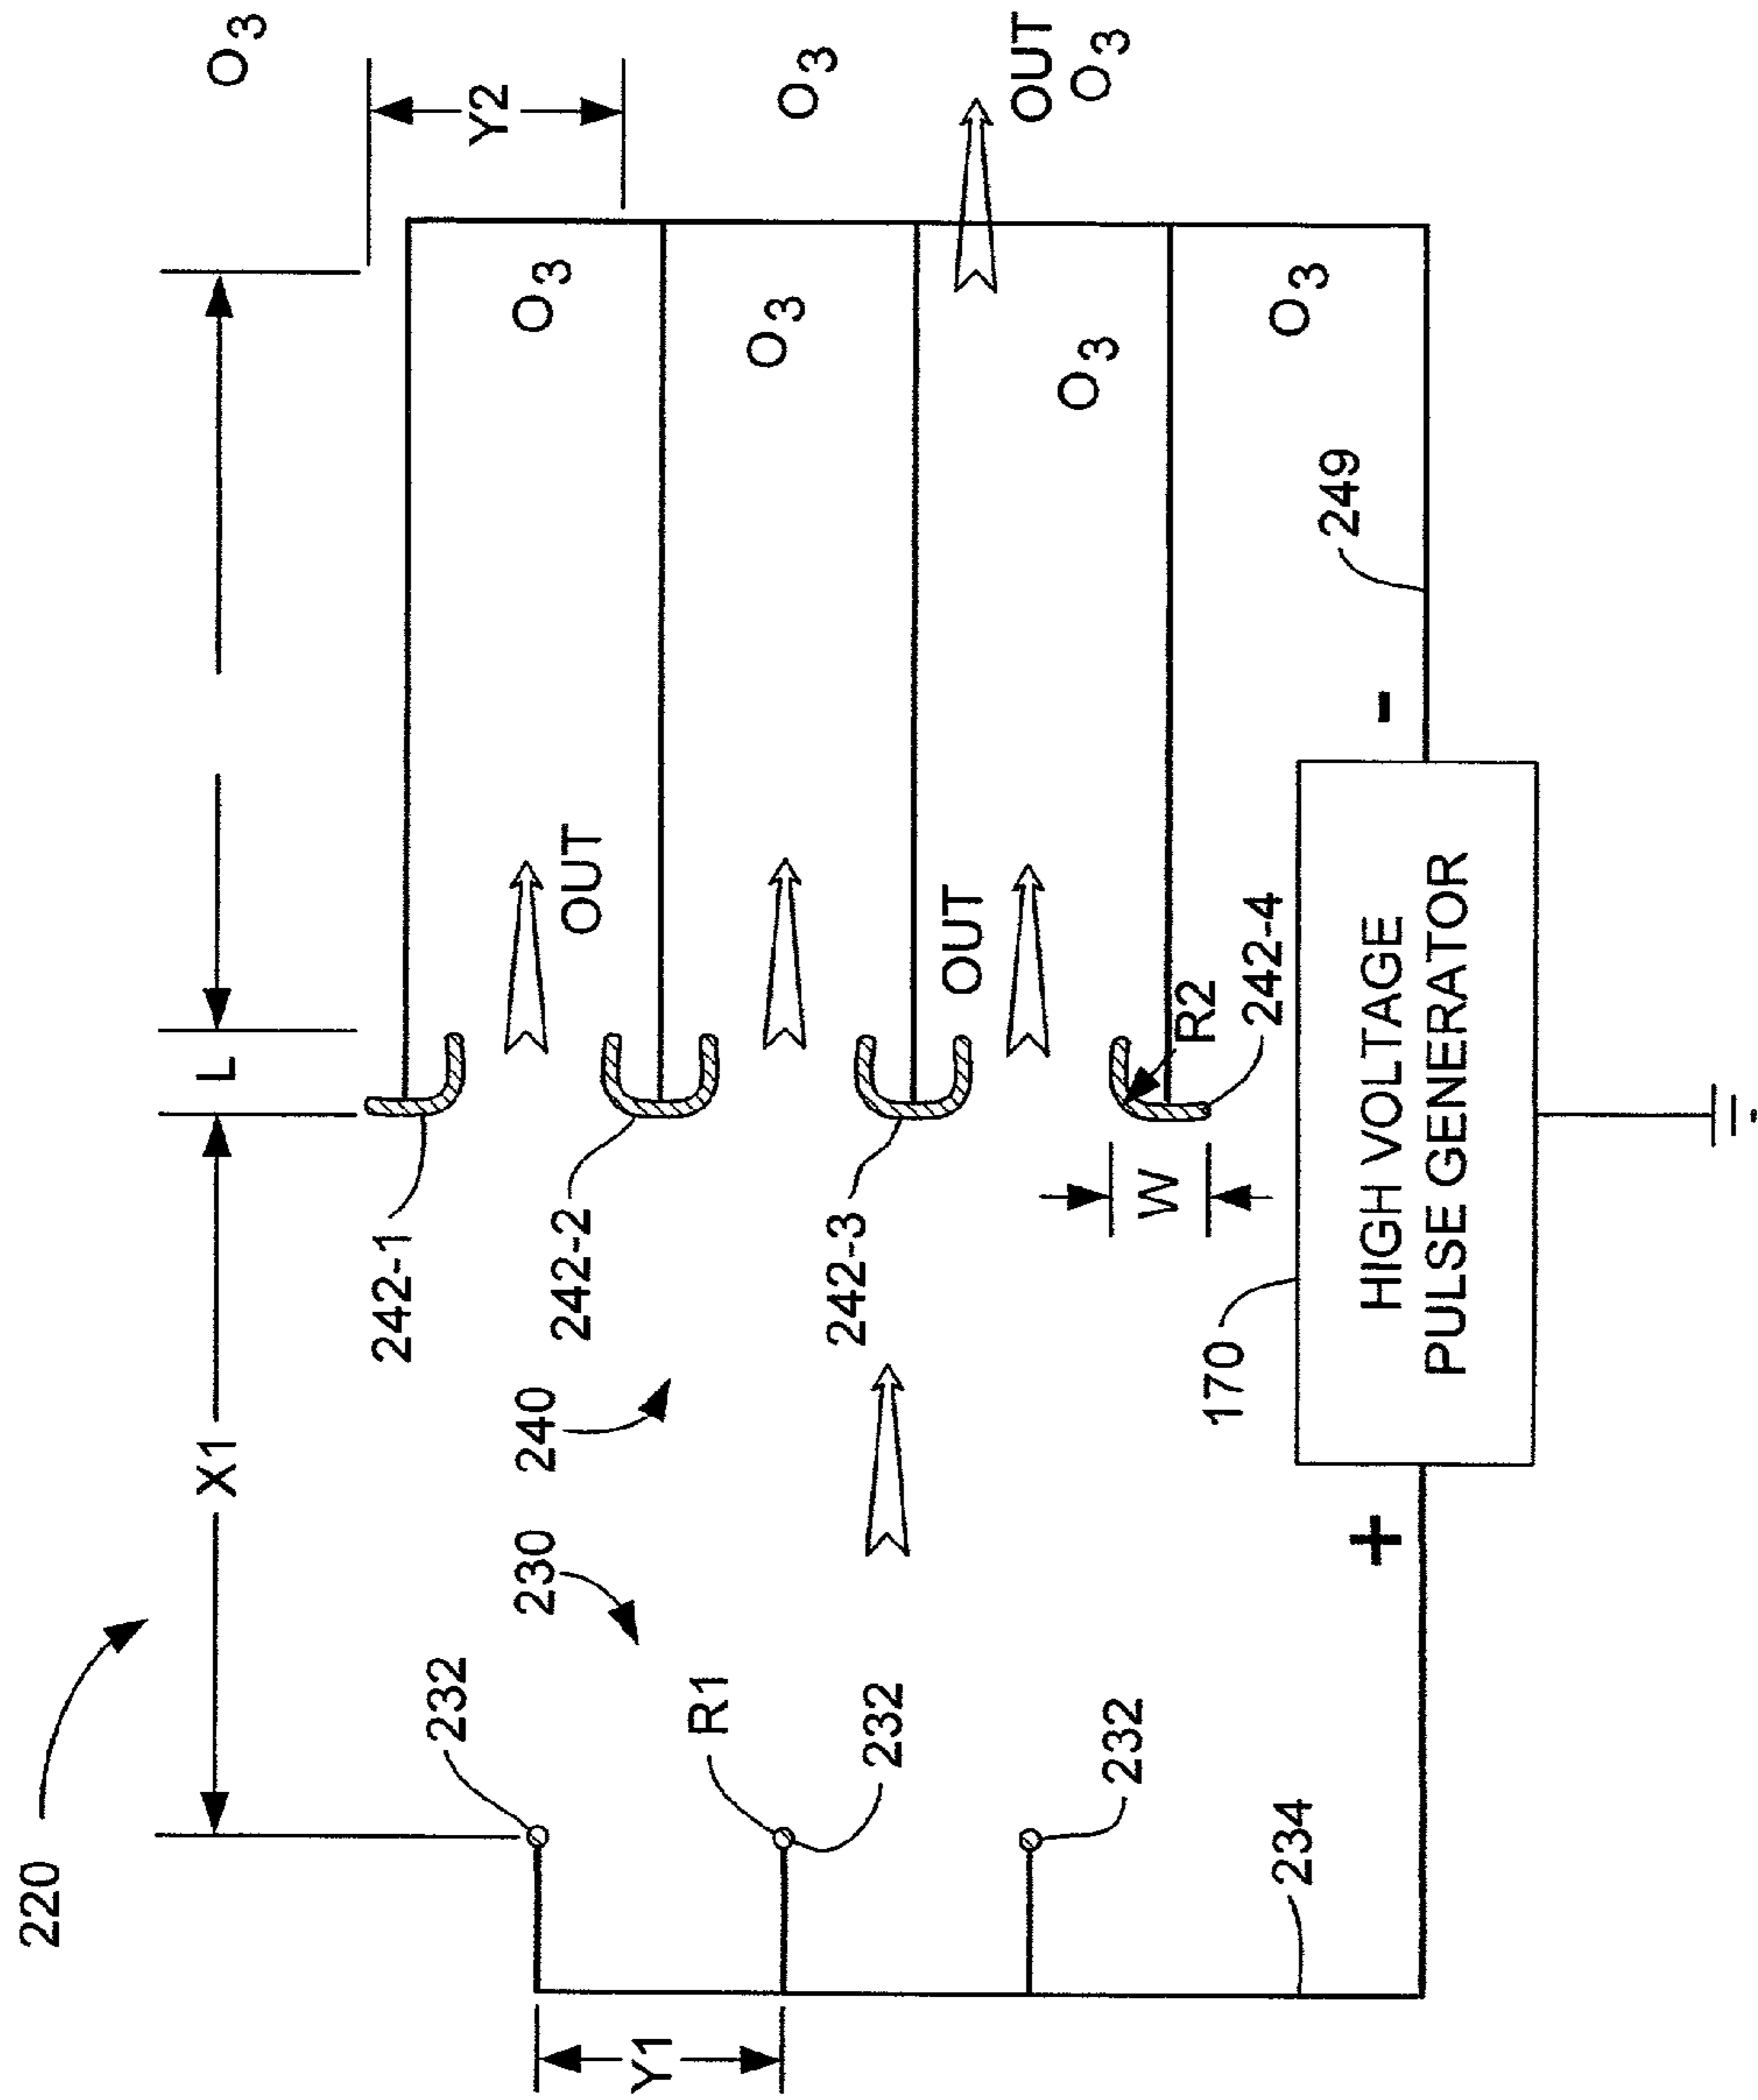 220
X1
L
Y2
O3
O3
OUT
O3
O3
O3
O3
O3
232
230
240
242-1
242-2
242-3
242-4
OUT
OUT
R1
232
232
R2
W
Y1
234
170
249
+
-
HIGH VOLTAGE
PULSE GENERATOR